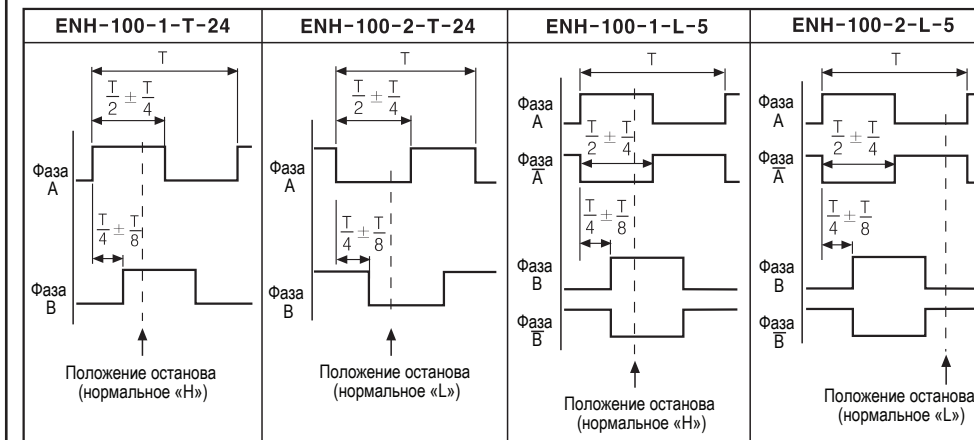 ENH-100-1-T-24
T
T/2 ± T/4
Фаза
A
T/4 ± T/8
Фаза
B
Положение останова
(нормальное «H»)
ENH-100-2-T-24
T
T/2 ± T/4
Фаза
A
T/4 ± T/8
Фаза
B
Положение останова
(нормальное «L»)
ENH-100-1-L-5
T
Фаза
A
T/2 ± T/4
Фаза
A̅
T/4 ± T/8
Фаза
B
Фаза
B̅
Положение останова
(нормальное «H»)
ENH-100-2-L-5
T
Фаза
A
T/2 ± T/4
Фаза
A̅
T/4 ± T/8
Фаза
B
Фаза
B̅
Положение останова
(нормальное «L»)